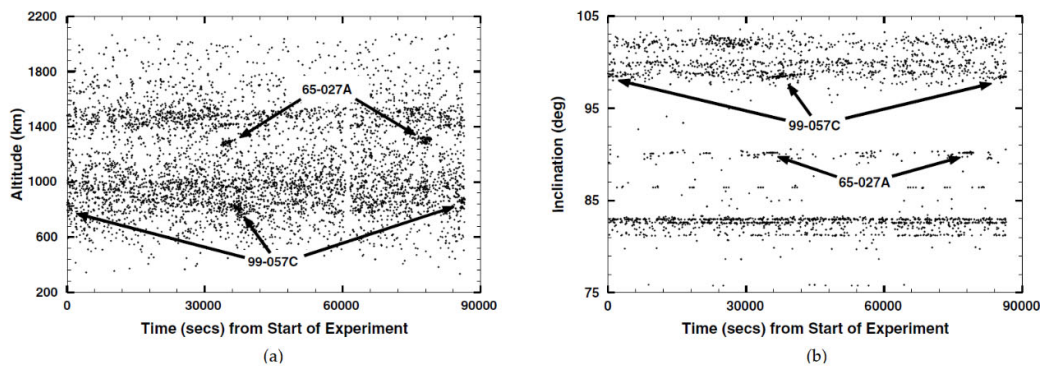 2200
1800
1400
1000
600
200
Altitude (km)
65-027A
99-057C
0 30000 60000 90000
Time (secs) from Start of Experiment
(a)
105
95
85
75
Inclination (deg)
99-057C
65-027A
0 30000 60000 90000
Time (secs) from Start of Experiment
(b)